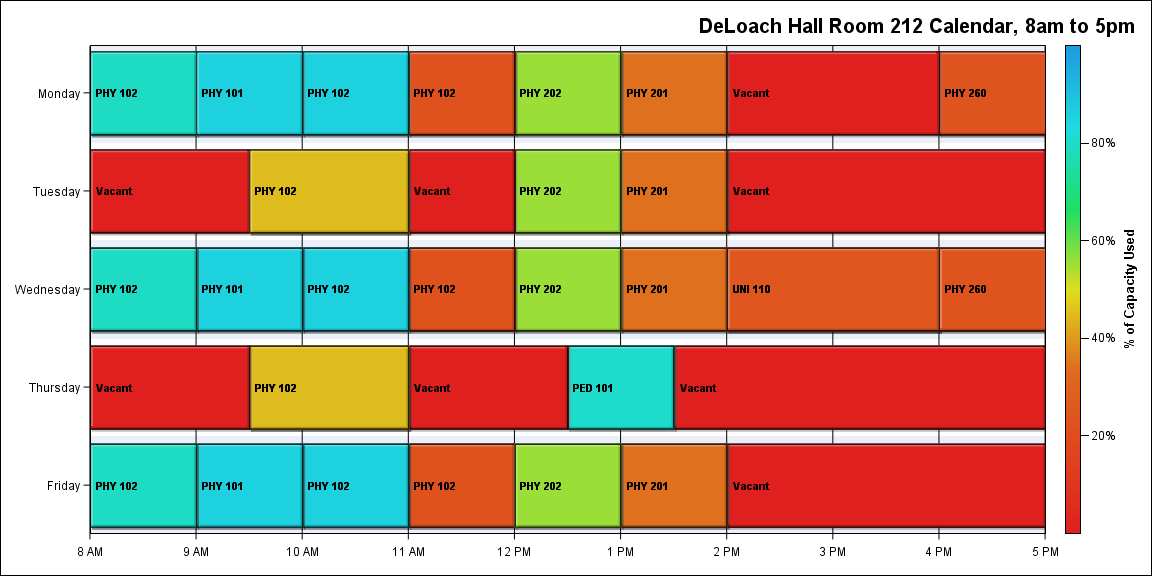 DeLoach Hall Room 212 Calendar, 8am to 5pm
Monday
PHY 102
PHY 101
PHY 102
PHY 102
PHY 202
PHY 201
Vacant
PHY 260
Tuesday
Vacant
PHY 102
Vacant
PHY 202
PHY 201
Vacant
Wednesday
PHY 102
PHY 101
PHY 102
PHY 102
PHY 202
PHY 201
UNI 110
PHY 260
Thursday
Vacant
PHY 102
Vacant
PED 101
Vacant
Friday
PHY 102
PHY 101
PHY 102
PHY 102
PHY 202
PHY 201
Vacant
8 AM
9 AM
10 AM
11 AM
12 PM
1 PM
2 PM
3 PM
4 PM
5 PM
80%
60%
40%
20%
% of Capacity Used